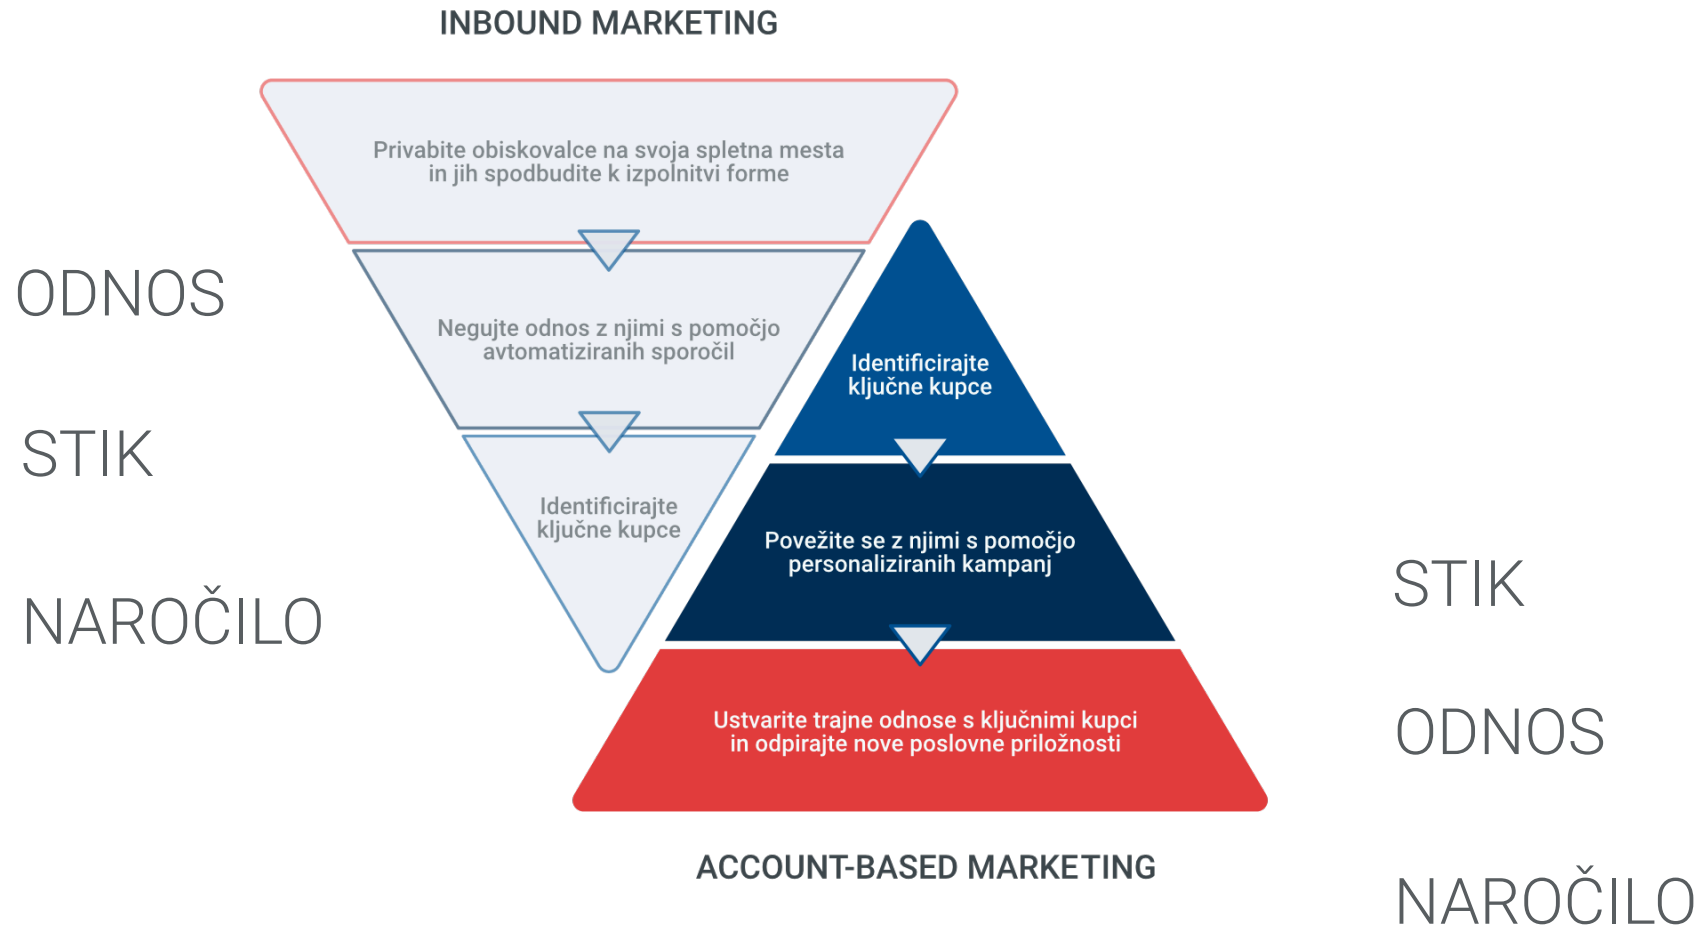 INBOUND MARKETING
Privabite obiskovalce na svoja spletna mesta
in jih spodbudite k izpolnitvi forme
ODNOS
Negujte odnos z njimi s pomočjo
avtomatiziranih sporočil
STIK
Identificirajte
ključne kupce
NAROČILO
Identificirajte
ključne kupce
Povežite se z njimi s pomočjo
personaliziranih kampanj
STIK
Ustvarite trajne odnose s ključnimi kupci
in odpirajte nove poslovne priložnosti
ODNOS
ACCOUNT-BASED MARKETING
NAROČILO